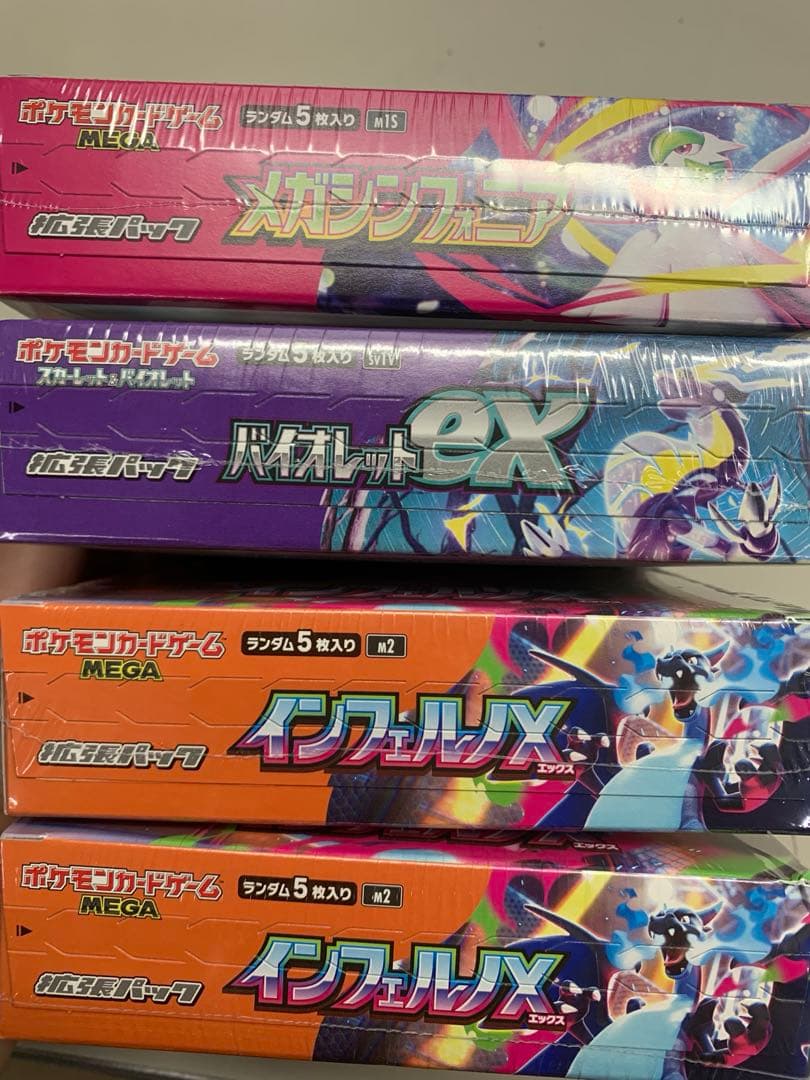 ポケモンカードゲーム
MEGA
ランダム5枚入り
M1S
メガシンフォニア
拡張パック
ポケモンカードゲーム
スカーレット&バイオレット
ランダム5枚入り
SV1V
バイオレットex
拡張パック
ポケモンカードゲーム
MEGA
ランダム5枚入り
M2
インフェルノX
エックス
拡張パック
エックス
ポケモンカードゲーム
MEGA
ランダム5枚入り
M2
インフェルノX
エックス
拡張パック